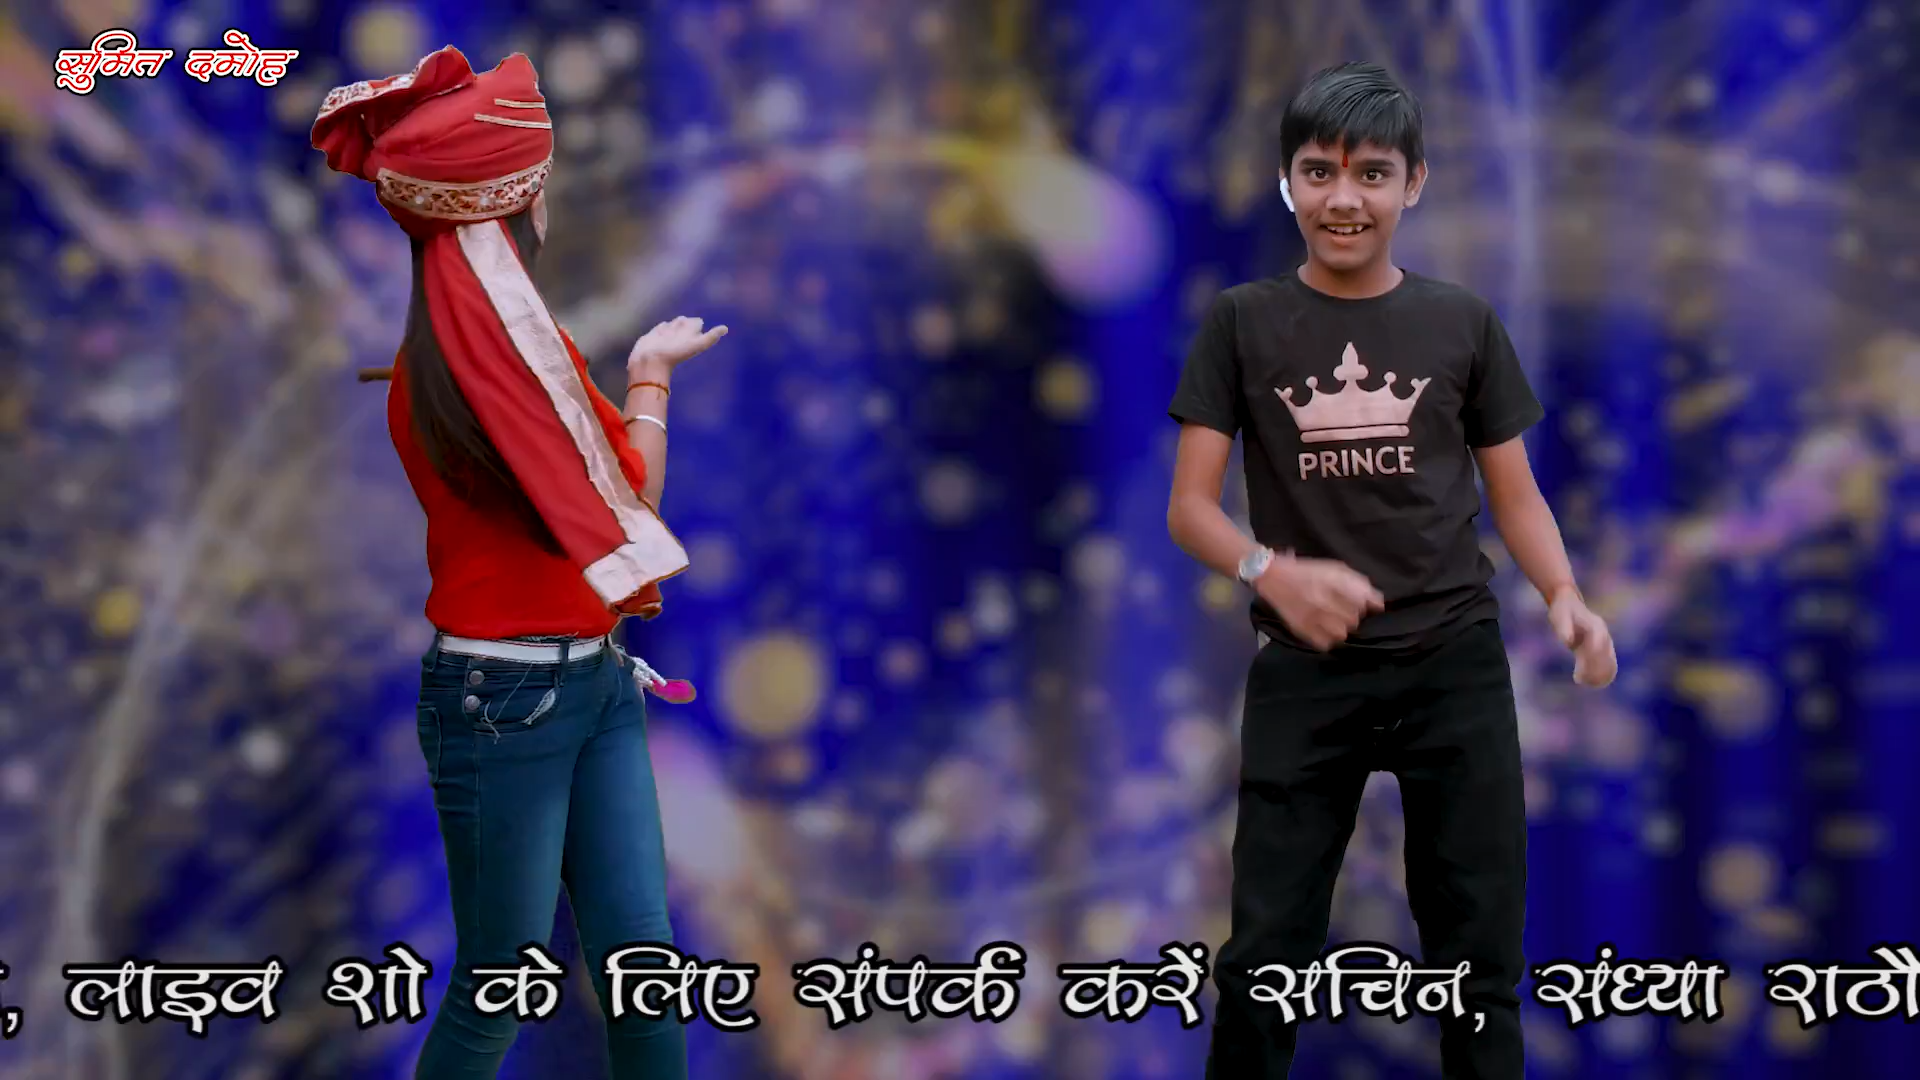 सुमित दमोह
PRINCE
, लाइव शो के लिए संपर्क करें सचिन, संध्या